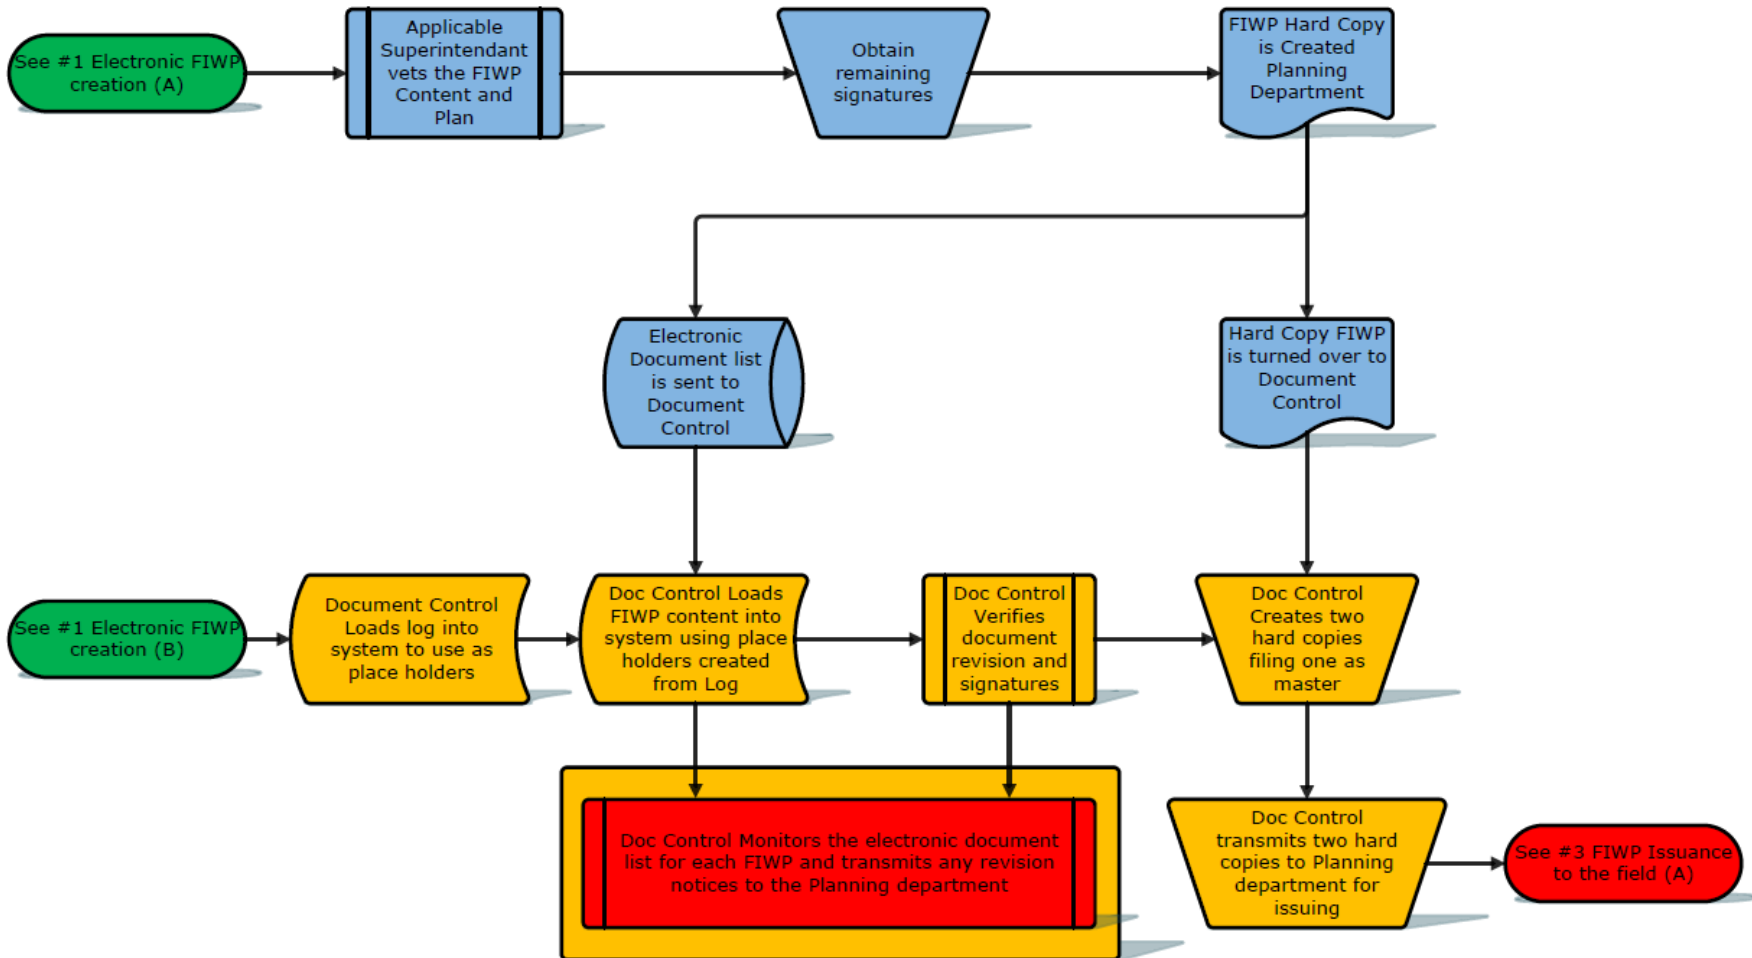 See #1 Electronic FIWP
creation (A)
Applicable
Superintendant
vets the FIWP
Content and
Plan
Obtain
remaining
signatures
FIWP Hard Copy
is Created
Planning
Department
Electronic
Document list
is sent to
Document
Control
Hard Copy FIWP
is turned over to
Document
Control
See #1 Electronic FIWP
creation (B)
Document Control
Loads log into
system to use as
place holders
Doc Control Loads
FIWP content into
system using place
holders created
from Log
Doc Control
Verifies
document
revision and
signatures
Doc Control
Creates two
hard copies
filing one as
master
Doc Control Monitors the electronic document
list for each FIWP and transmits any revision
notices to the Planning department
Doc Control
transmits two hard
copies to Planning
department for
issuing
See #3 FIWP Issuance
to the field (A)